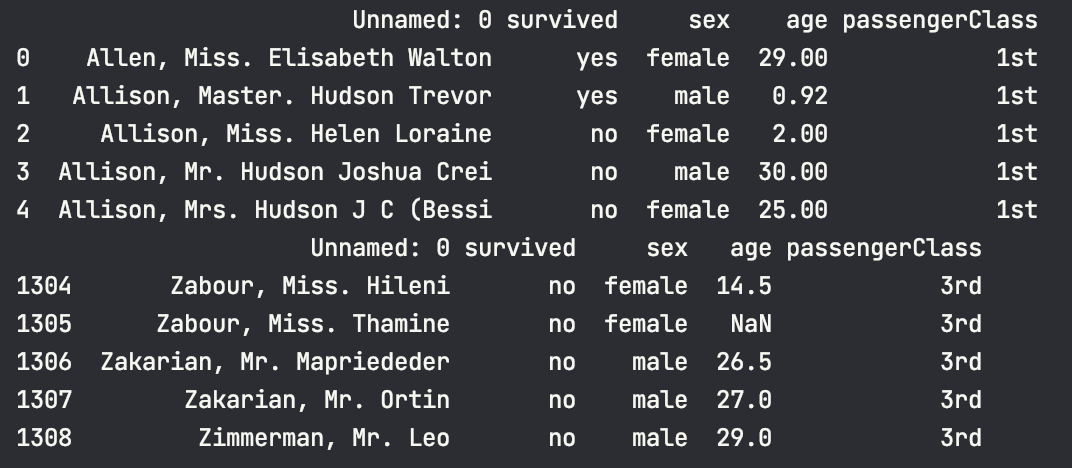 Unnamed: 0 survived     sex    age passengerClass
0    Allen, Miss. Elisabeth Walton      yes  female  29.00            1st
1   Allison, Master. Hudson Trevor      yes    male   0.92            1st
2     Allison, Miss. Helen Loraine       no  female   2.00            1st
3  Allison, Mr. Hudson Joshua Crei       no    male  30.00            1st
4  Allison, Mrs. Hudson J C (Bessi       no  female  25.00            1st
Unnamed: 0 survived     sex   age passengerClass
1304       Zabour, Miss. Hileni       no  female  14.5            3rd
1305      Zabour, Miss. Thamine       no  female   NaN            3rd
1306  Zakarian, Mr. Mapriededer       no    male  26.5            3rd
1307        Zakarian, Mr. Ortin       no    male  27.0            3rd
1308         Zimmerman, Mr. Leo       no    male  29.0            3rd